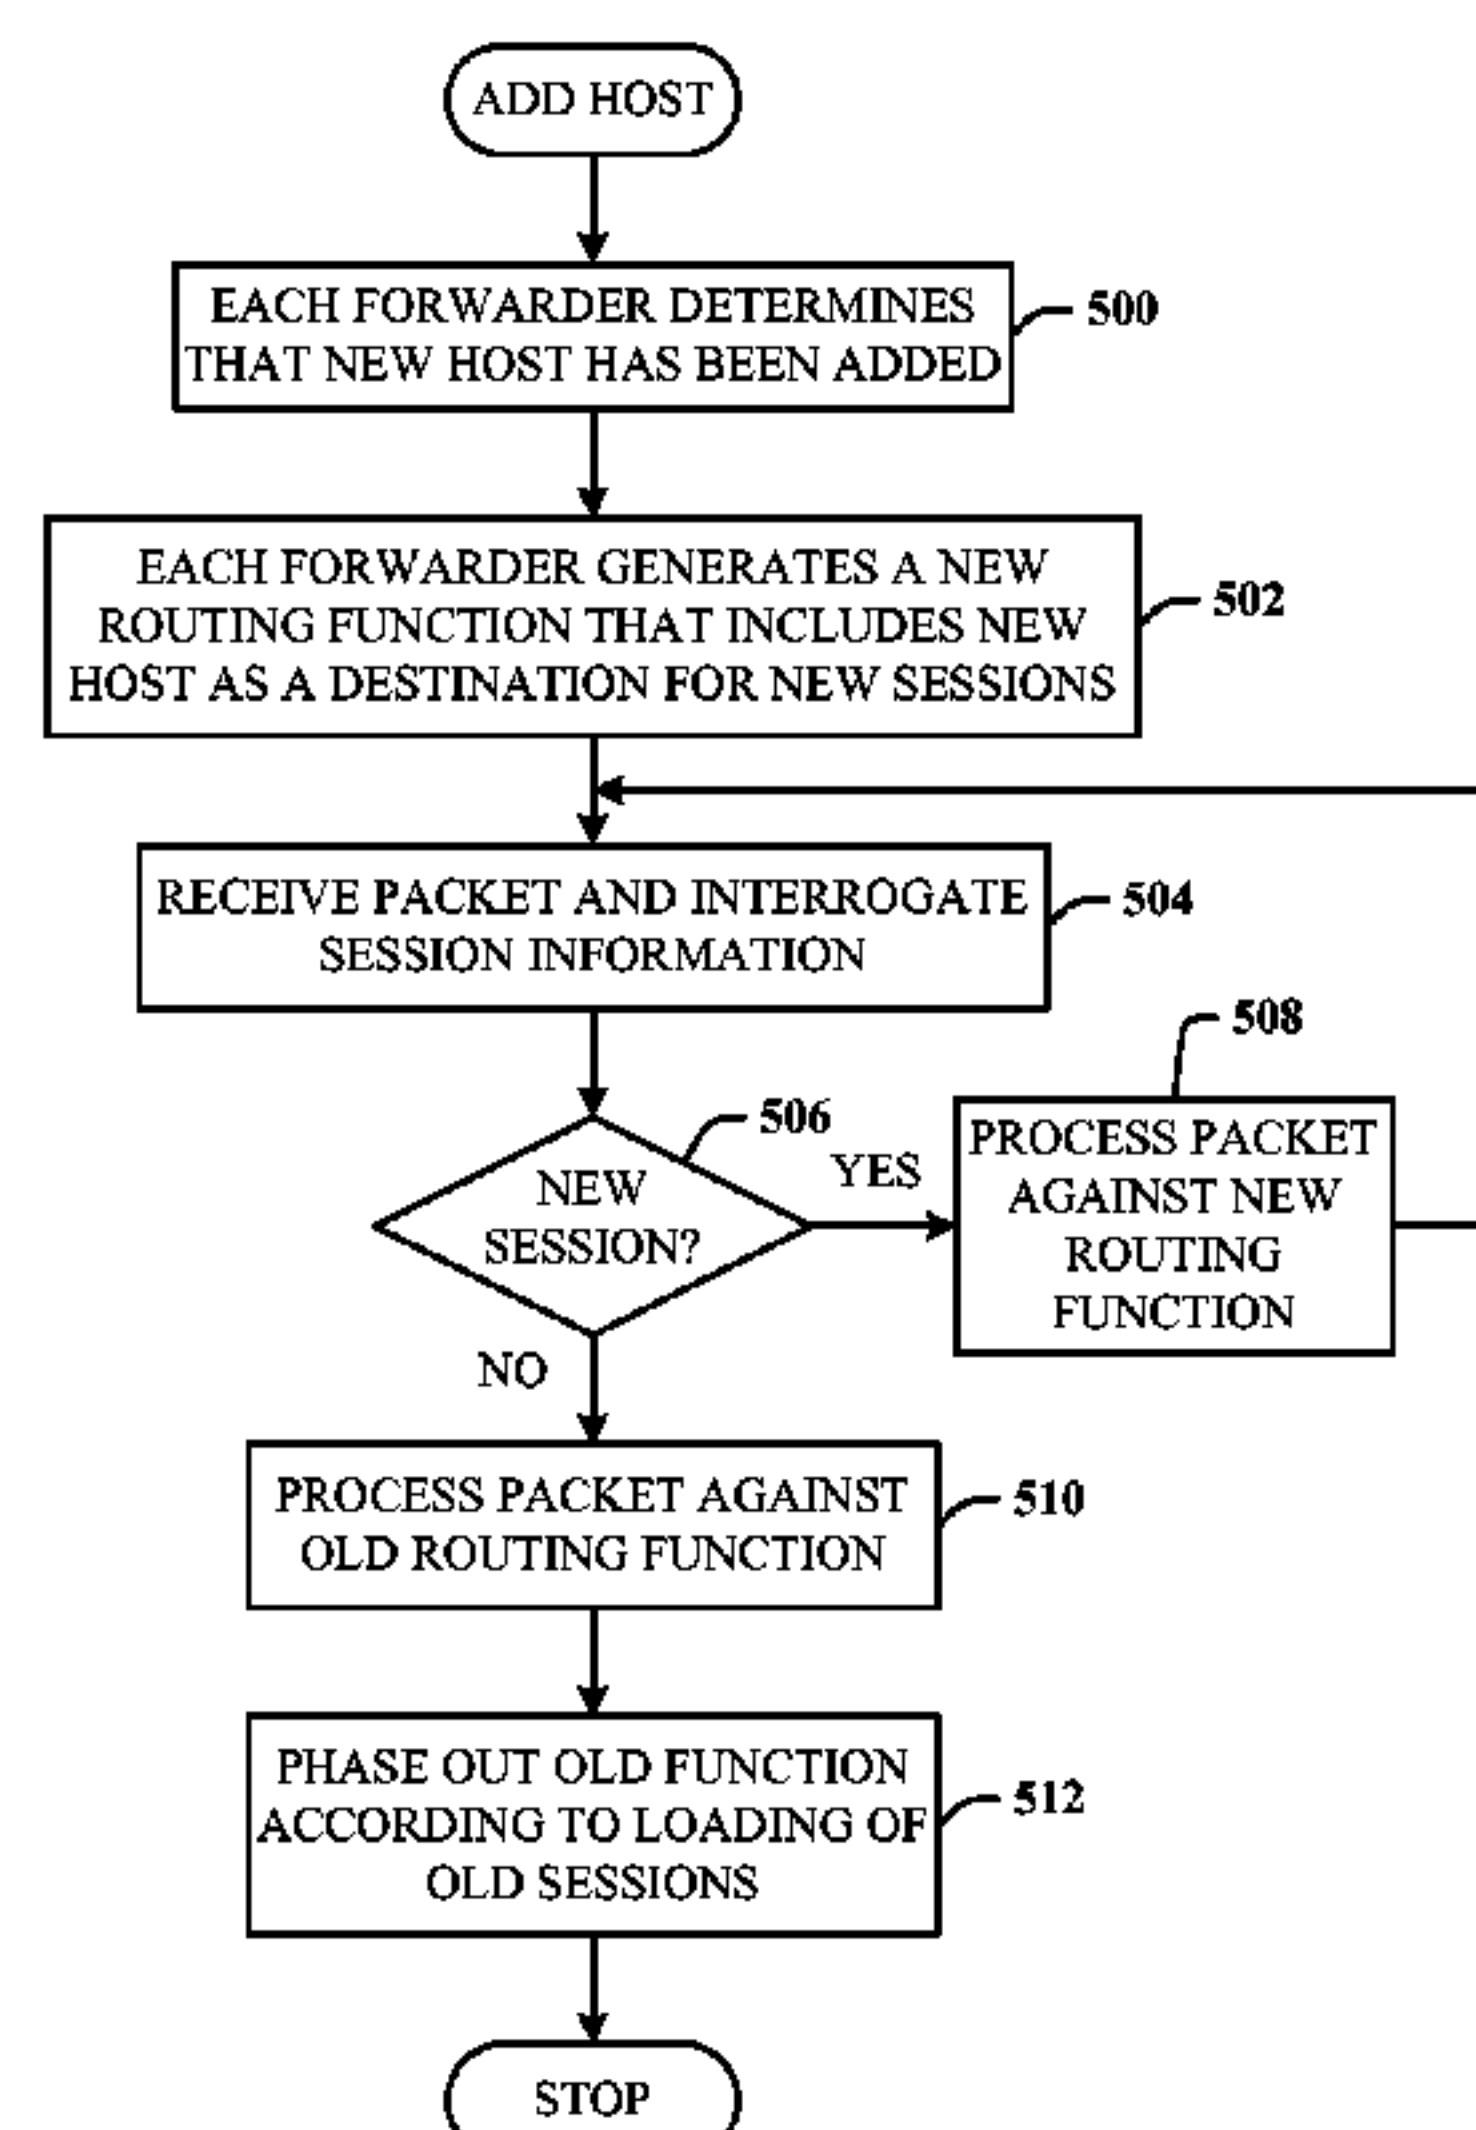 ADD HOST
EACH FORWARDER DETERMINES
THAT NEW HOST HAS BEEN ADDED
500
EACH FORWARDER GENERATES A NEW
ROUTING FUNCTION THAT INCLUDES NEW
HOST AS A DESTINATION FOR NEW SESSIONS
502
RECEIVE PACKET AND INTERROGATE
SESSION INFORMATION
504
NEW
SESSION?
506
YES
508
PROCESS PACKET
AGAINST NEW
ROUTING
FUNCTION
NO
PROCESS PACKET AGAINST
OLD ROUTING FUNCTION
510
PHASE OUT OLD FUNCTION
ACCORDING TO LOADING OF
OLD SESSIONS
512
STOP